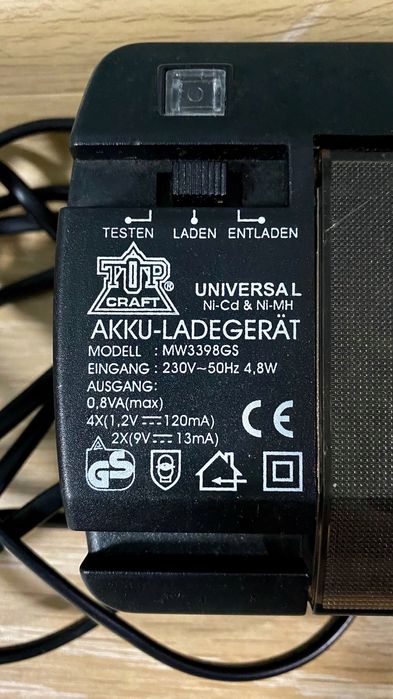 TESTEN LADEN ENTLADEN
TOP®
CRAFT
UNIVERSAL
Ni-Cd & Ni-MH
AKKU-LADEGERÄT
MODELL : MW3398GS
EINGANG : 230V~50Hz 4,8W
AUSGANG:
0,8VA(max)
4X(1,2V ⎓ 120mA)
2X(9V ⎓ 13mA)
CE
GS